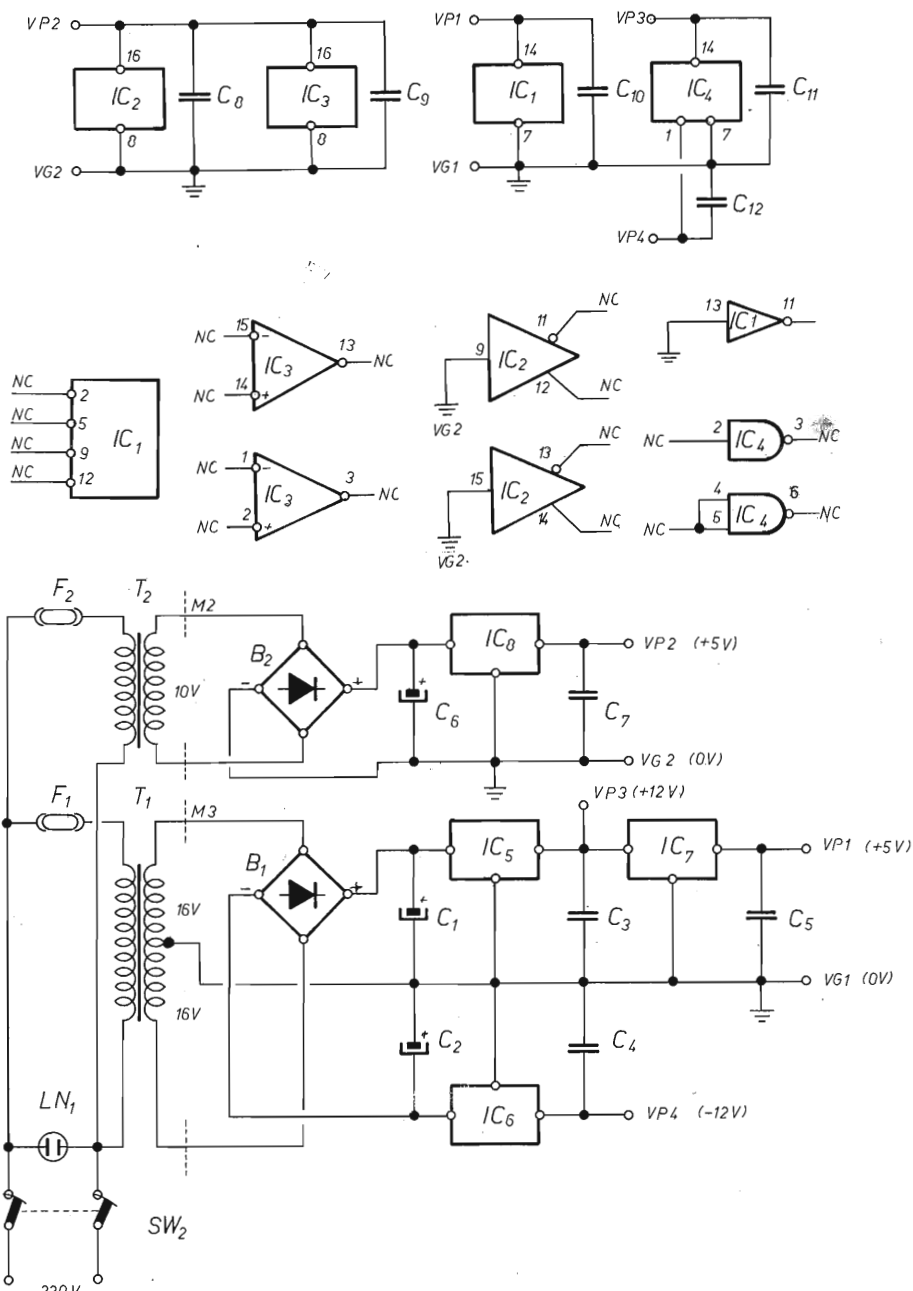 VP2
16
16
IC2
C8
IC3
C9
8
8
VG2
VP1
VP3
14
14
IC1
C10
IC4
C11
7
1
7
VG1
C12
VP4
NC
2
NC
5
IC1
NC
9
NC
12
NC
15
-
13
IC3
NC
NC
14
+
NC
1
-
3
IC3
NC
NC
2
+
NC
11
9
IC2
12
NC
VG2
NC
13
15
IC2
14
NC
VG2.
13
IC1
11
NC
2
IC4
3
NC
4
6
NC
5
IC4
NC
F2
T2
M2
B2
10V
-
+
+
C6
IC8
C7
VP2 (+5V)
VG2 (0V)
F1
T1
M3
B1
16V
16V
-
+
+
C1
IC5
VP3 (+12V)
C3
IC7
VP1 (+5V)
C5
VG1 (0V)
+
C2
C4
IC6
VP4 (-12V)
LN1
SW2